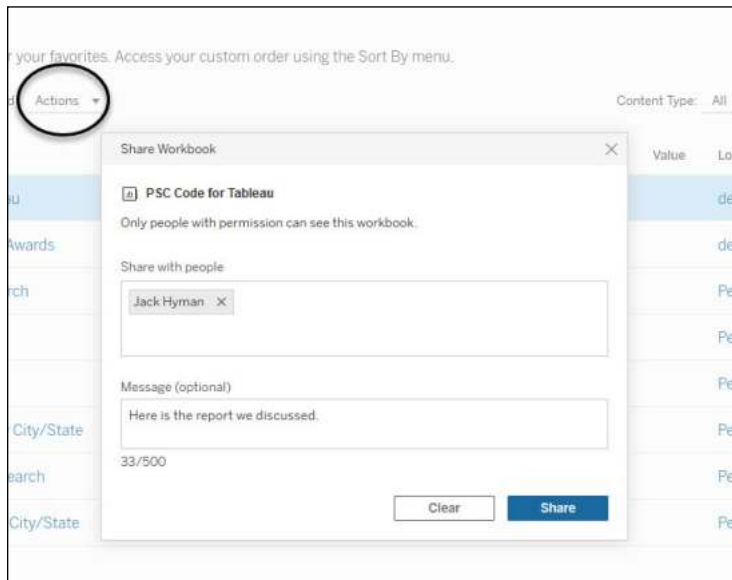 r your favorites. Access your custom order using the Sort By menu.
d Actions Content Type: All
Share Workbook Value Lo
PSC Code for Tableau
au de
Only people with permission can see this workbook.
Awards de
Share with people
rch Pe
Jack Hyman
Pe
Message (optional) Pe
Here is the report we discussed.
City/State Pe
33/500
earch Pe
Clear Share
City/State Pe